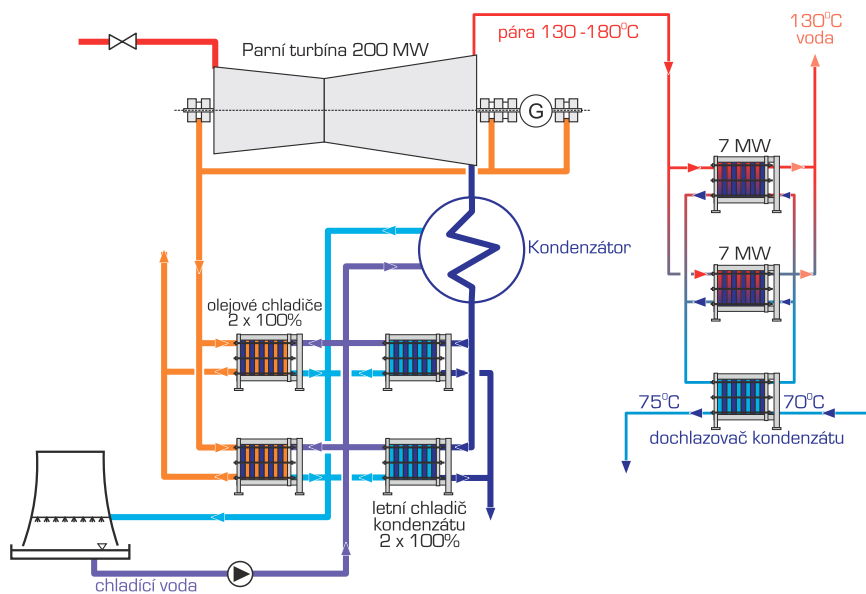 Parní turbína 200 MW
pára 130 -180°C
130°C
voda
G
7 MW
7 MW
Kondenzátor
olejové chladiče
2 x 100%
75°C
70°C
dochlazovač kondenzátu
letní chladič
kondenzátu
2 x 100%
chladící voda